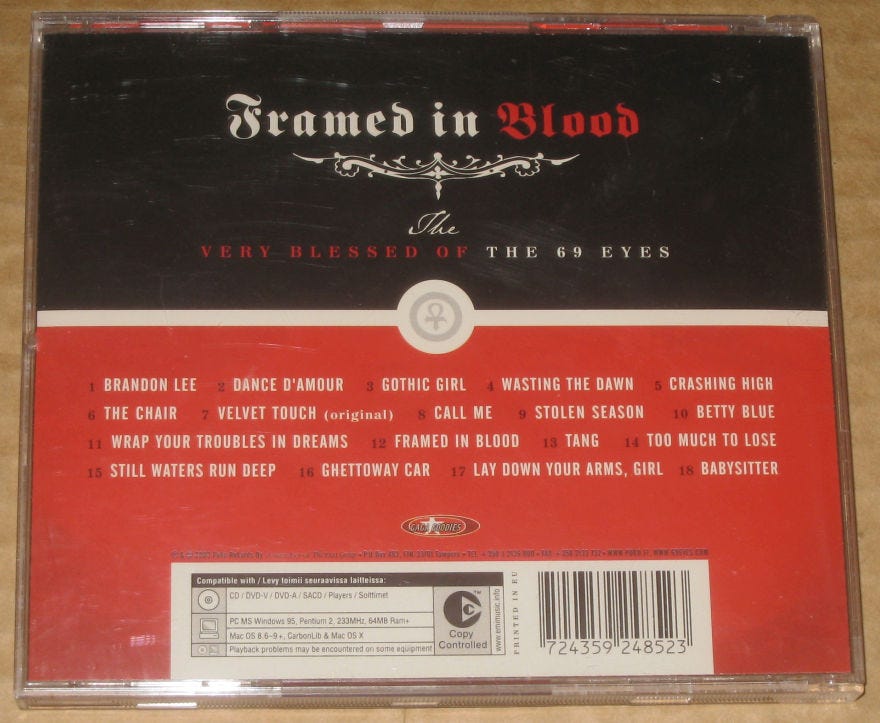 Framed in Blood
The
VERY BLESSED OF THE 69 EYES
1 BRANDON LEE 2 DANCE D'AMOUR 3 GOTHIC GIRL 4 WASTING THE DAWN 5 CRASHING HIGH
6 THE CHAIR 7 VELVET TOUCH (original) 8 CALL ME 9 STOLEN SEASON 10 BETTY BLUE
11 WRAP YOUR TROUBLES IN DREAMS 12 FRAMED IN BLOOD 13 TANG 14 TOO MUCH TO LOSE
15 STILL WATERS RUN DEEP 16 GHETTOWAY CAR 17 LAY DOWN YOUR ARMS, GIRL 18 BABYSITTER
GAGA GOODIES
Compatible with / Levy toimii seuraavissa laitteissa:
CD / DVD-V / DVD-A / SACD / Players / Soittimet
PC MS Windows 95, Pentium 2, 233MHz, 64MB Ram+
Mac OS 8.6-9+, CarbonLib & Mac OS X
Playback problems may be encountered on some equipment
TM
Copy
Controlled
www.emimusic.info
PRINTED IN EU
724359 248523